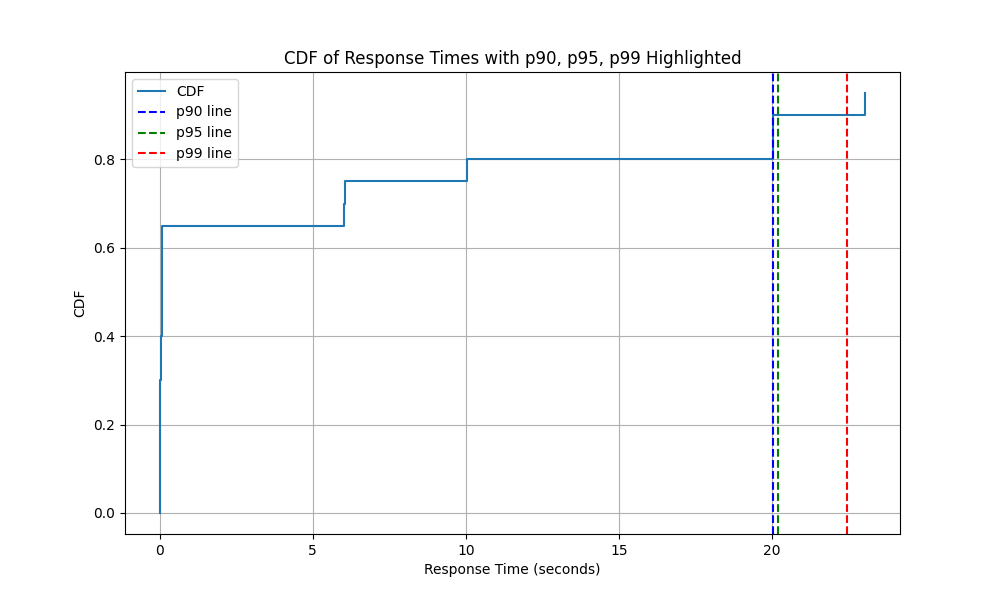 CDF of Response Times with p90, p95, p99 Highlighted
CDF
p90 line
p95 line
p99 line
0.8
0.6
0.4
0.2
0.0
CDF
0 5 10 15 20
Response Time (seconds)